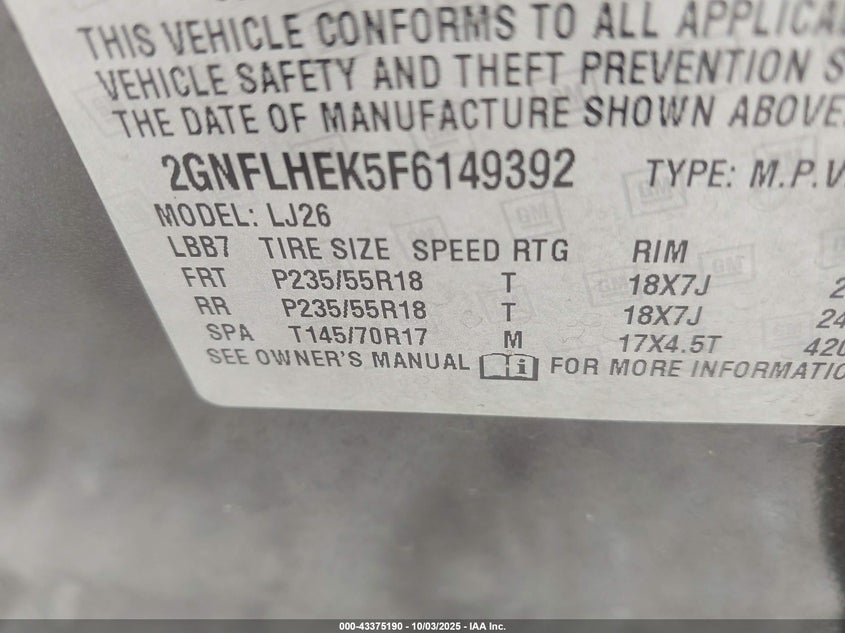 THIS VEHICLE CONFORMS TO ALL
VEHICLE SAFETY AND THEFT PREVENTION
THE DATE OF MANUFACTURE SHOWN ABOVE.
2GNFLHEK5F6149392 TYPE: M.P.V
MODEL: LJ26
LBB7 TIRE SIZE SPEED RTG RIM
FRT P235/55R18 T 18X7J
RR P235/55R18 T 18X7J
SPA T145/70R17 M 17X4.5T
SEE OWNER'S MANUAL FOR MORE
000-43375190 - 10/03/2025 - IAA Inc.